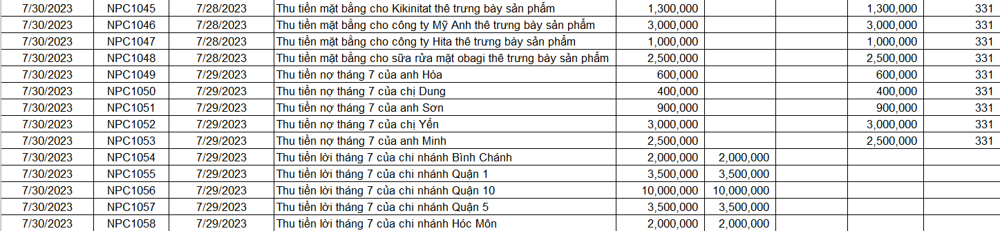 7/30/2023 NPC1045 7/28/2023 Thu tiền mặt bằng cho Kikinitat thê trưng bày sản phẩm 1,300,000 1,300,000 331
7/30/2023 NPC1046 7/28/2023 Thu tiền mặt bằng cho công ty Mỹ Anh thê trưng bày sản phẩm 3,000,000 3,000,000 331
7/30/2023 NPC1047 7/28/2023 Thu tiền mặt bằng cho công ty Hita thê trưng bày sản phẩm 1,000,000 1,000,000 331
7/30/2023 NPC1048 7/28/2023 Thu tiền mặt bằng cho sữa rửa mặt obagi thê trưng bày sản phẩm 2,500,000 2,500,000 331
7/30/2023 NPC1049 7/29/2023 Thu tiền nợ tháng 7 của anh Hòa 600,000 600,000 331
7/30/2023 NPC1050 7/29/2023 Thu tiền nợ tháng 7 của chị Dung 400,000 400,000 331
7/30/2023 NPC1051 7/29/2023 Thu tiền nợ tháng 7 của anh Sơn 900,000 900,000 331
7/30/2023 NPC1052 7/29/2023 Thu tiền nợ tháng 7 của chị Yến 3,000,000 3,000,000 331
7/30/2023 NPC1053 7/29/2023 Thu tiền nợ tháng 7 của anh Minh 2,500,000 2,500,000 331
7/30/2023 NPC1054 7/29/2023 Thu tiền lời tháng 7 của chi nhánh Bình Chánh 2,000,000 2,000,000
7/30/2023 NPC1055 7/29/2023 Thu tiền lời tháng 7 của chi nhánh Quận 1 3,500,000 3,500,000
7/30/2023 NPC1056 7/29/2023 Thu tiền lời tháng 7 của chi nhánh Quận 10 10,000,000 10,000,000
7/30/2023 NPC1057 7/29/2023 Thu tiền lời tháng 7 của chi nhánh Quận 5 3,500,000 3,500,000
7/30/2023 NPC1058 7/29/2023 Thu tiền lời tháng 7 của chi nhánh Hóc Môn 2,000,000 2,000,000